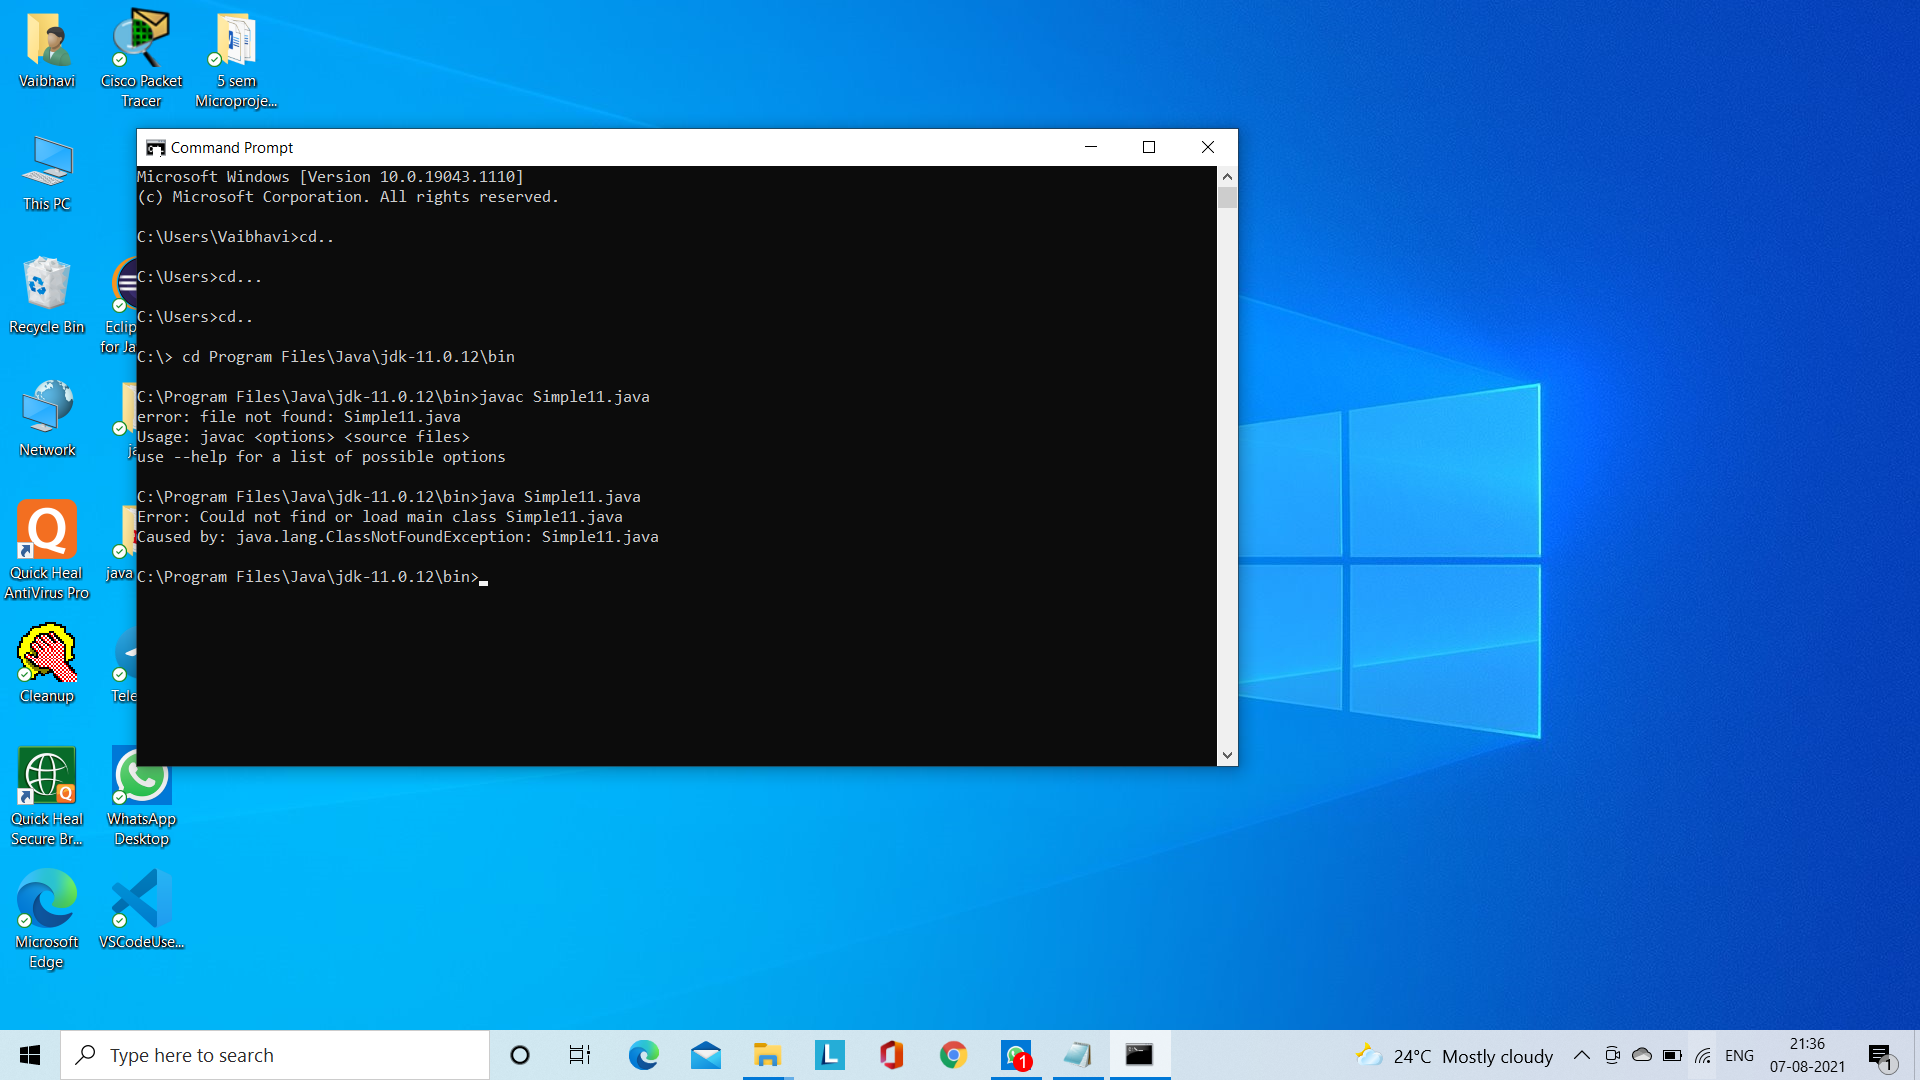 Vaibhavi
Cisco Packet
Tracer
5 sem
Microproje...
This PC
Recycle Bin
Eclip
for Ja
Network
ja
Quick Heal
AntiVirus Pro
java
Cleanup
Tele
Quick Heal
Secure Br...
WhatsApp
Desktop
Microsoft
Edge
VSCodeUse...
Command Prompt
Microsoft Windows [Version 10.0.19043.1110]
(c) Microsoft Corporation. All rights reserved.
C:\Users\Vaibhavi>cd..
C:\Users>cd...
C:\Users>cd..
C:\> cd Program Files\Java\jdk-11.0.12\bin
C:\Program Files\Java\jdk-11.0.12\bin>javac Simple11.java
error: file not found: Simple11.java
Usage: javac <options> <source files>
use --help for a list of possible options
C:\Program Files\Java\jdk-11.0.12\bin>java Simple11.java
Error: Could not find or load main class Simple11.java
Caused by: java.lang.ClassNotFoundException: Simple11.java
C:\Program Files\Java\jdk-11.0.12\bin>
Type here to search
L
1
24°C Mostly cloudy
ENG
21:36
07-08-2021
1